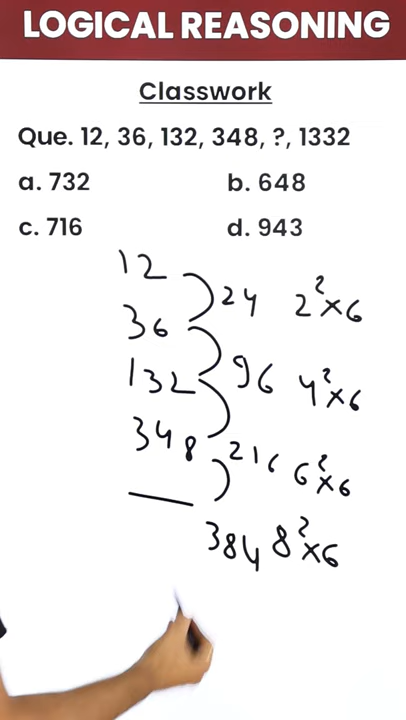 LOGICAL REASONING
Classwork
Que. 12, 36, 132, 348, ?, 1332
a. 732 b. 648
c. 716 d. 943
12
24 2²×6
36
96 4²×6
132
348
216 6²×6
384 8²×6